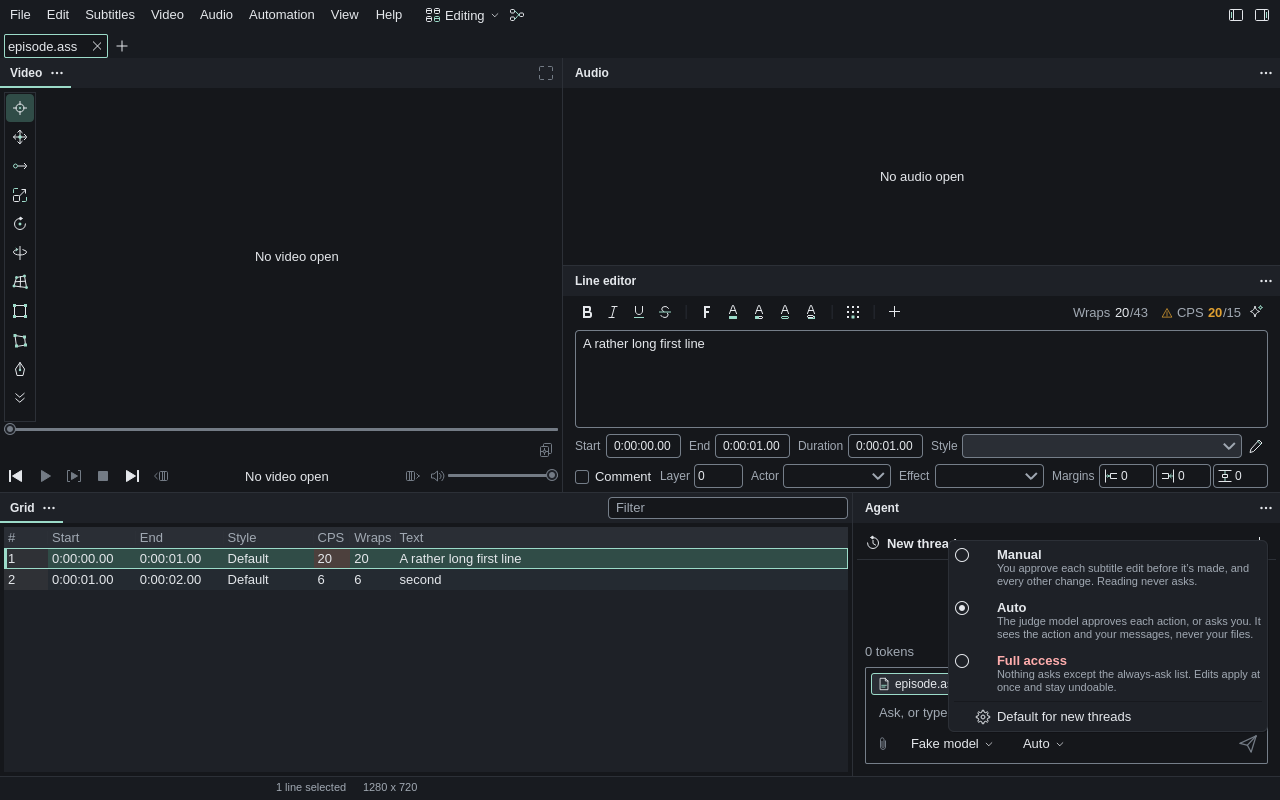 File Edit Subtitles Video Audio Automation View Help Editing
episode.ass
Video
Audio
No video open
No audio open
Line editor
B I U S F A A A A
Wraps 20/43 CPS 20/15
A rather long first line
Start 0:00:00.00 End 0:00:01.00 Duration 0:00:01.00 Style
No video open
Comment Layer 0 Actor Effect Margins 0 0 0
Grid
Filter
Agent
# Start End Style CPS Wraps Text
1 0:00:00.00 0:00:01.00 Default 20 20 A rather long first line
2 0:00:01.00 0:00:02.00 Default 6 6 second
New
Manual
You approve each subtitle edit before it's made, and
every other change. Reading never asks.
Auto
The judge model approves each action, or asks you. It
sees the action and your messages, never your files.
0 tokens
Full access
Nothing asks except the always-ask list. Edits apply at
once and stay undoable.
Ask, or type
Default for new threads
Fake model Auto
1 line selected 1280 x 720